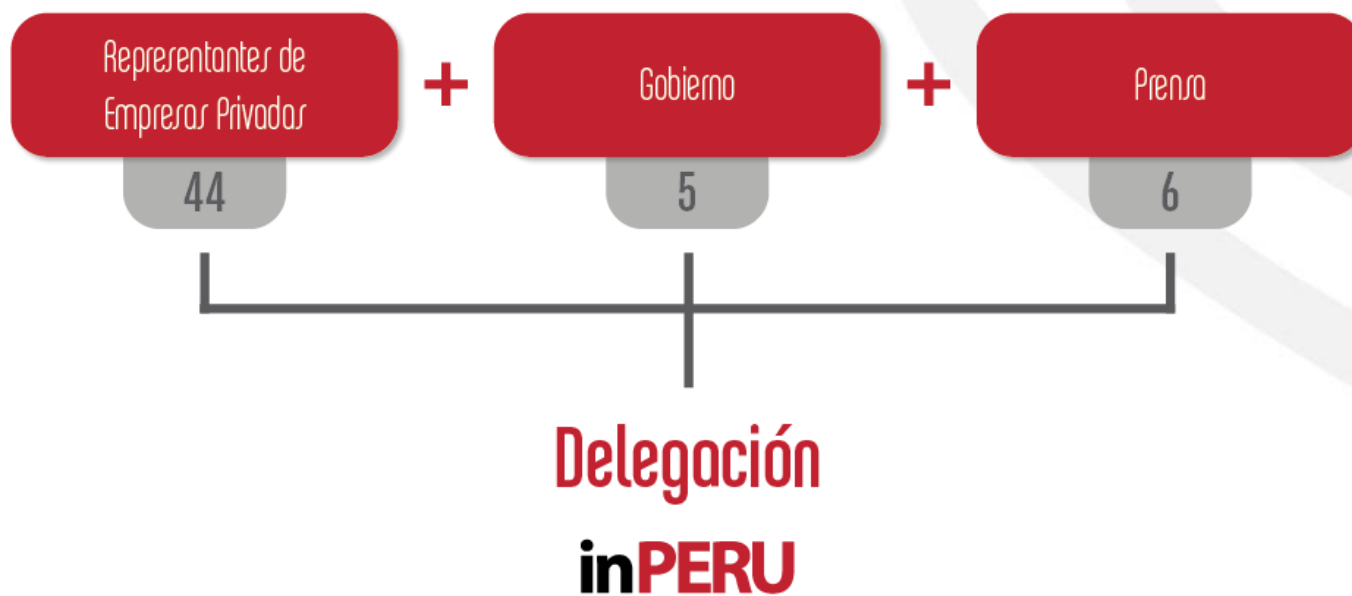 Representantes de
Empresas Privadas
+
Gobierno
+
Prensa
44
5
6
Delegación
inPERU